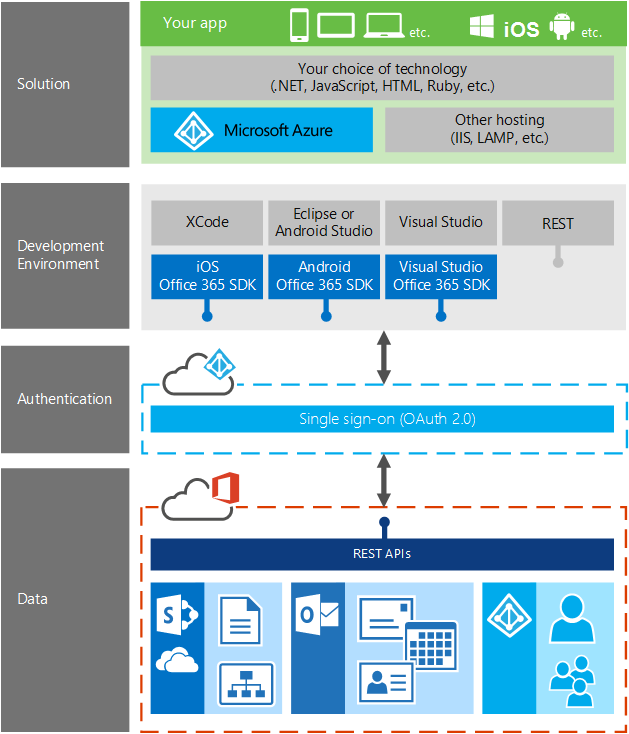 Your app
etc.
iOS
etc.
Solution
Your choice of technology
(.NET, JavaScript, HTML, Ruby, etc.)
Microsoft Azure
Other hosting
(IIS, LAMP, etc.)
Development
Environment
XCode
Eclipse or
Android Studio
Visual Studio
REST
iOS
Office 365 SDK
Android
Office 365 SDK
Visual Studio
Office 365 SDK
Authentication
Single sign-on (OAuth 2.0)
Data
REST APIs
S
O